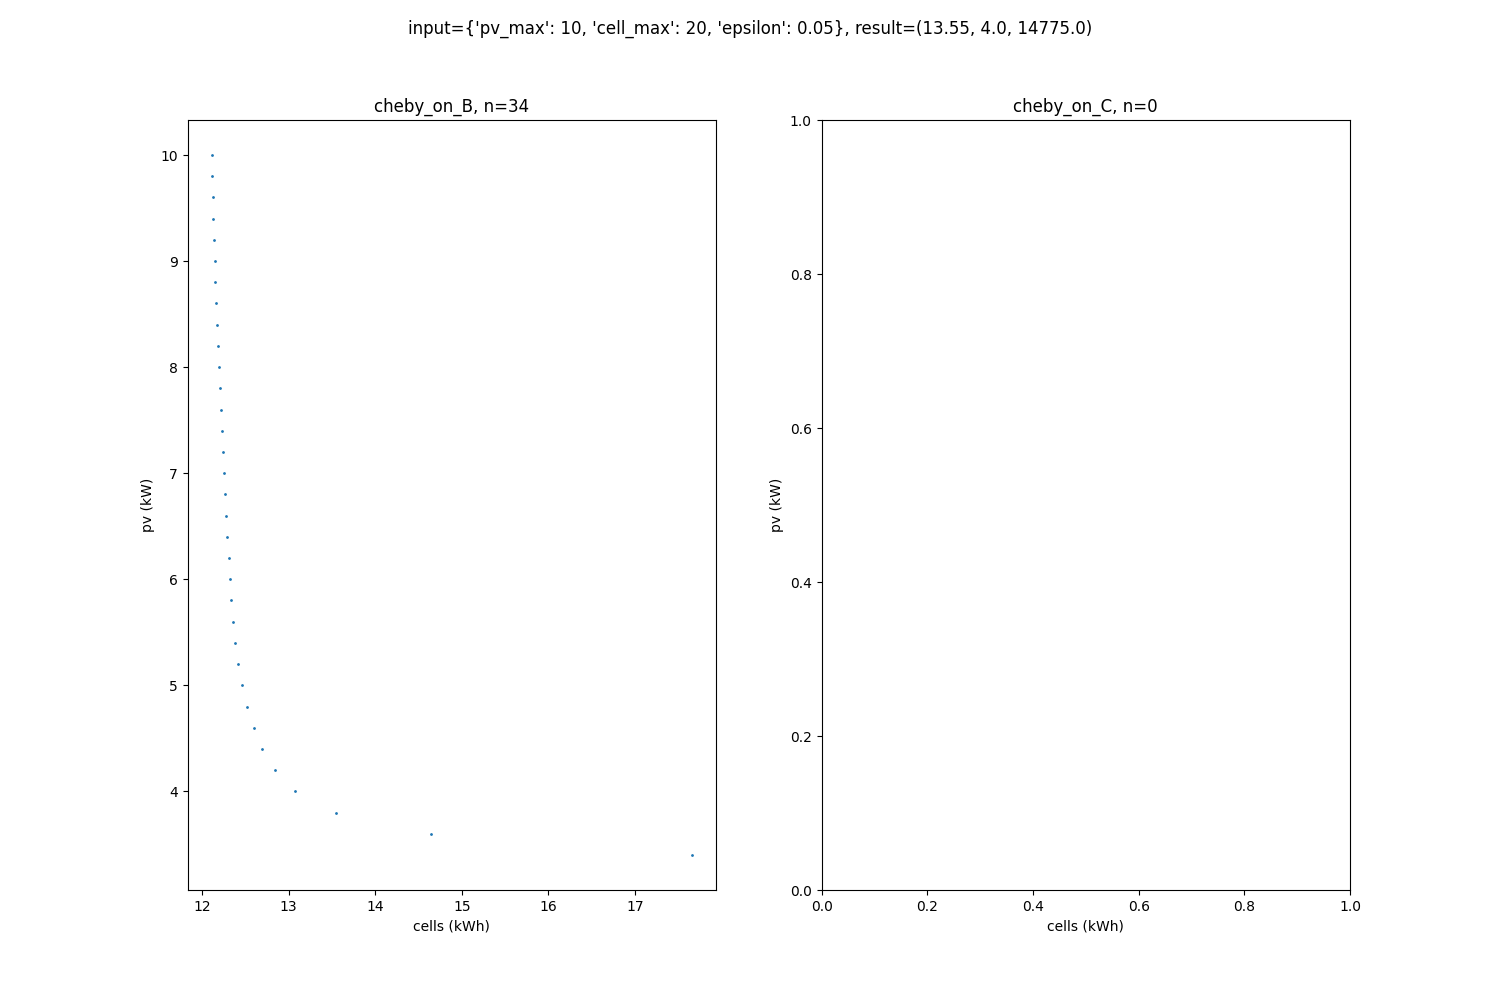 input={'pv_max': 10, 'cell_max': 20, 'epsilon': 0.05}, result=(13.55, 4.0, 14775.0)
cheby_on_B, n=34
10
9
8
7
6
5
4
pv (kW)
12 13 14 15 16 17
cells (kWh)
cheby_on_C, n=0
1.0
0.8
0.6
0.4
0.2
0.0
pv (kW)
0.0 0.2 0.4 0.6 0.8 1.0
cells (kWh)